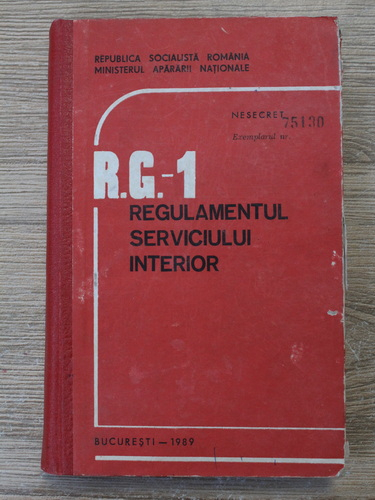 REPUBLICA SOCIALISTĂ ROMÂNIA
MINISTERUL APĂRĂRII NAȚIONALE
NESECRET
75130
Exemplarul nr.
R.G.-1
REGULAMENTUL
SERVICIULUI
INTERIOR
BUCUREȘTI — 1989